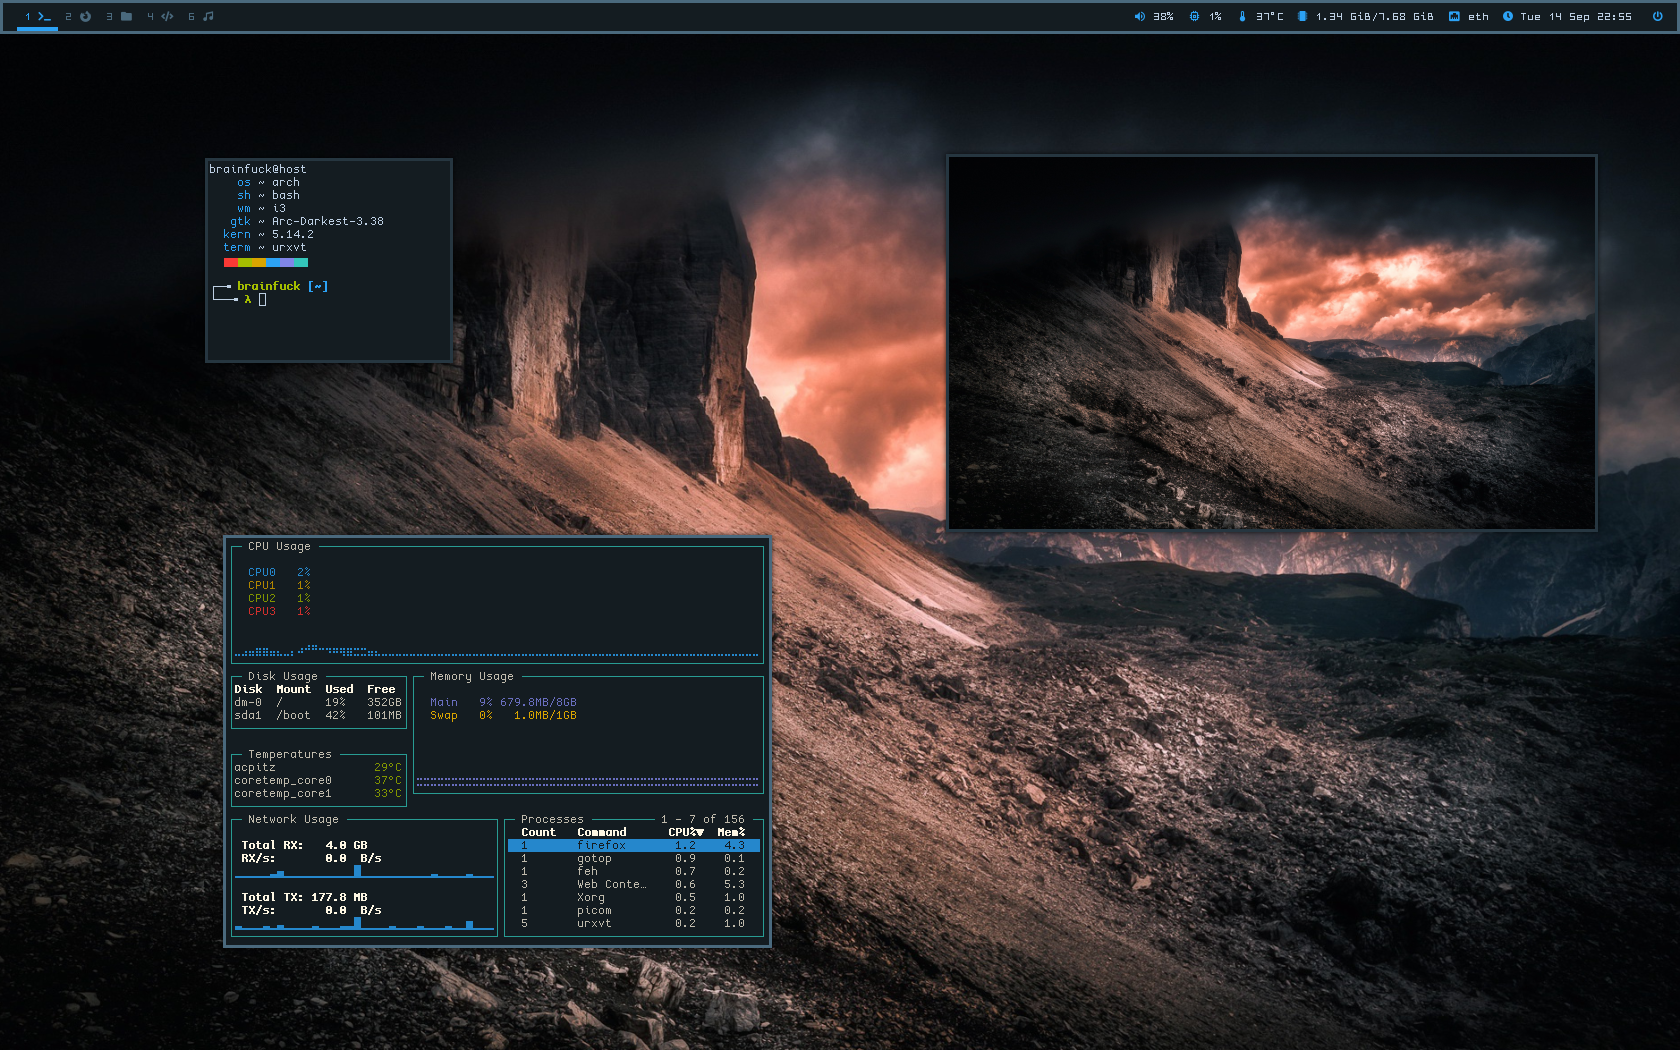 1 2 3 4 </> 6 38% 1% 37°C 1.34 GiB/7.68 GiB eth Tue 14 Sep 22:55
brainfuck@host
os ~ arch
sh ~ bash
wm ~ i3
gtk ~ Arc-Darkest-3.38
kern ~ 5.14.2
term ~ urxvt
brainfuck [~]
λ
CPU Usage
CPU0 2%
CPU1 1%
CPU2 1%
CPU3 1%
Disk Usage
Disk Mount Used Free
dm-0 / 19% 352GB
sda1 /boot 42% 101MB
Memory Usage
Main 9% 679.8MB/8GB
Swap 0% 1.0MB/1GB
Temperatures
acpitz 29°C
coretemp_core0 37°C
coretemp_core1 33°C
Network Usage
Total RX: 4.0 GB
RX/s: 0.0 B/s
Total TX: 177.8 MB
TX/s: 0.0 B/s
Processes 1 - 7 of 156
Count Command CPU%▼ Mem%
1 firefox 1.2 4.3
1 gotop 0.9 0.1
1 feh 0.7 0.2
3 Web Conte… 0.6 5.3
1 Xorg 0.5 1.0
1 picom 0.2 0.2
5 urxvt 0.2 1.0